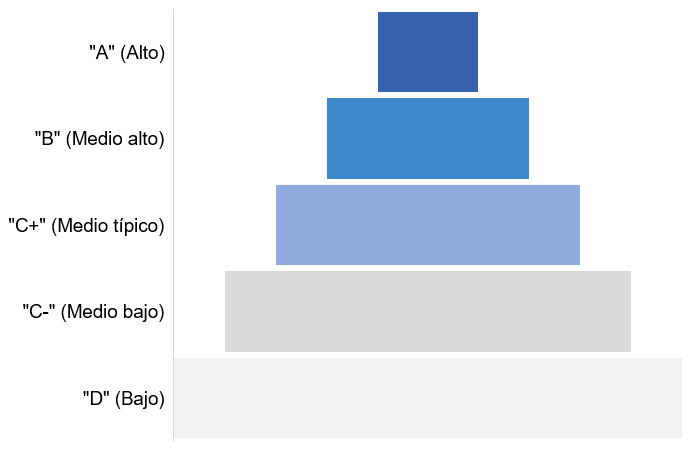 "A" (Alto)
"B" (Medio alto)
"C+" (Medio típico)
"C-" (Medio bajo)
"D" (Bajo)